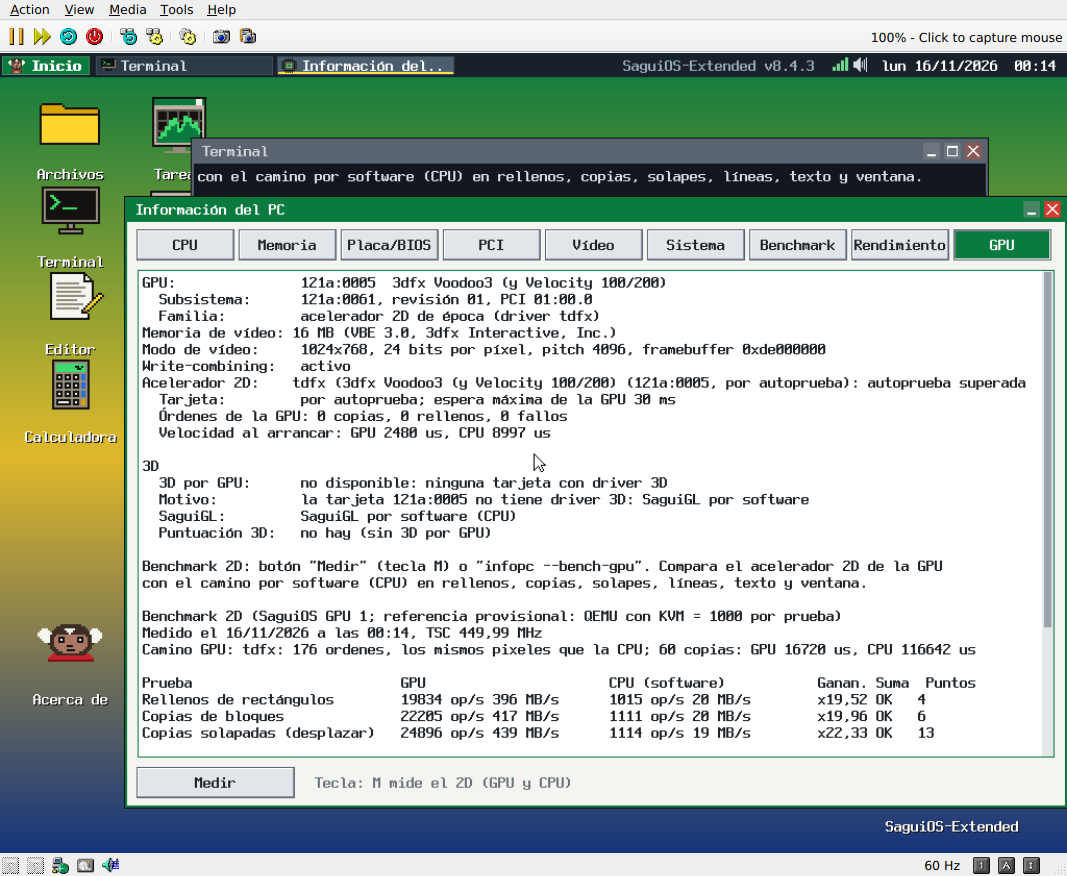 Action View Media Tools Help
100% - Click to capture mouse
Inicio Terminal Información del.. SaguiOS-Extended v8.4.3 lun 16/11/2026 00:14
Archivos
Tarea
Terminal
con el camino por software (CPU) en rellenos, copias, solapes, líneas, texto y ventana.
Terminal
Editor
Calculadora
Acerca de
Información del PC
CPU Memoria Placa/BIOS PCI Vídeo Sistema Benchmark Rendimiento GPU
GPU: 121a:0005 3dfx Voodoo3 (y Velocity 100/200)
Subsistema: 121a:0061, revisión 01, PCI 01:00.0
Familia: acelerador 2D de época (driver tdfx)
Memoria de vídeo: 16 MB (VBE 3.0, 3dfx Interactive, Inc.)
Modo de vídeo: 1024x768, 24 bits por píxel, pitch 4096, framebuffer 0xde000000
Write-combining: activo
Acelerador 2D: tdfx (3dfx Voodoo3 (y Velocity 100/200) (121a:0005, por autoprueba): autoprueba superada
Tarjeta: por autoprueba; espera máxima de la GPU 30 ms
Órdenes de la GPU: 0 copias, 0 rellenos, 0 fallos
Velocidad al arrancar: GPU 2480 us, CPU 8997 us
3D
3D por GPU: no disponible: ninguna tarjeta con driver 3D
Motivo: la tarjeta 121a:0005 no tiene driver 3D: SaguiGL por software
SaguiGL: SaguiGL por software (CPU)
Puntuación 3D: no hay (sin 3D por GPU)
Benchmark 2D: botón "Medir" (tecla M) o "infopc --bench-gpu". Compara el acelerador 2D de la GPU
con el camino por software (CPU) en rellenos, copias, solapes, líneas, texto y ventana.
Benchmark 2D (SaguiOS GPU 1; referencia provisional: QEMU con KVM = 1000 por prueba)
Medido el 16/11/2026 a las 00:14, TSC 449,99 MHz
Camino GPU: tdfx: 176 ordenes, los mismos pixeles que la CPU; 60 copias: GPU 16720 us, CPU 116642 us
Prueba GPU CPU (software) Ganan. Suma Puntos
Rellenos de rectángulos 19834 op/s 396 MB/s 1015 op/s 20 MB/s x19,52 OK 4
Copias de bloques 22205 op/s 417 MB/s 1111 op/s 20 MB/s x19,96 OK 6
Copias solapadas (desplazar) 24896 op/s 439 MB/s 1114 op/s 19 MB/s x22,33 OK 13
Medir Tecla: M mide el 2D (GPU y CPU)
SaguiOS-Extended
60 Hz